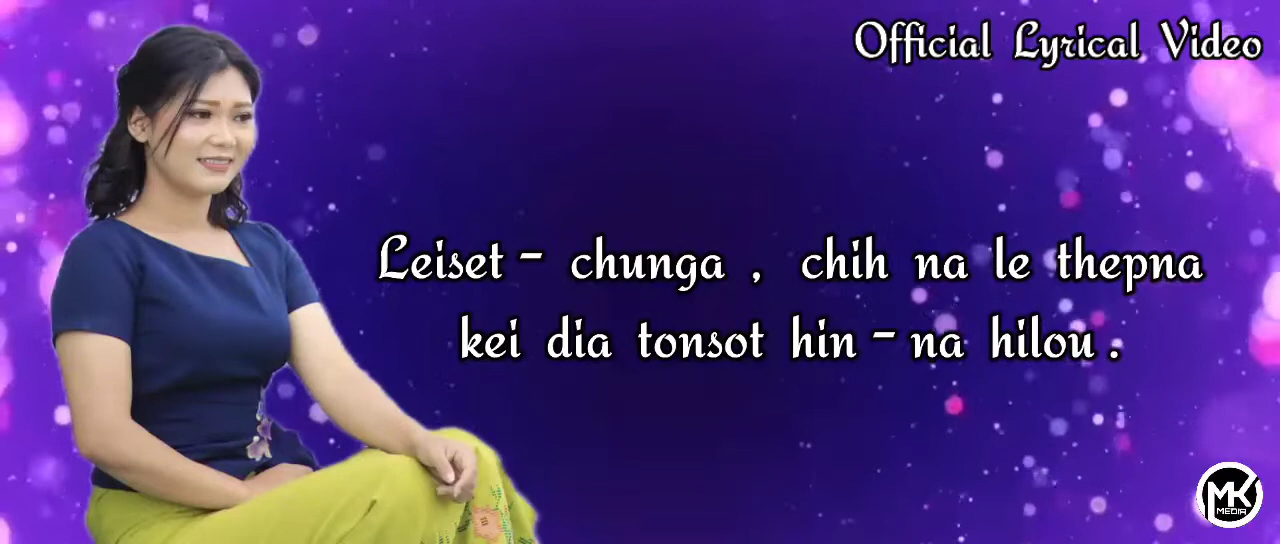 Official Lyrical Video
Leiset - chunga , chih na le thepna
kei dia tonsot hin - na hilou .
MK
MEDIA